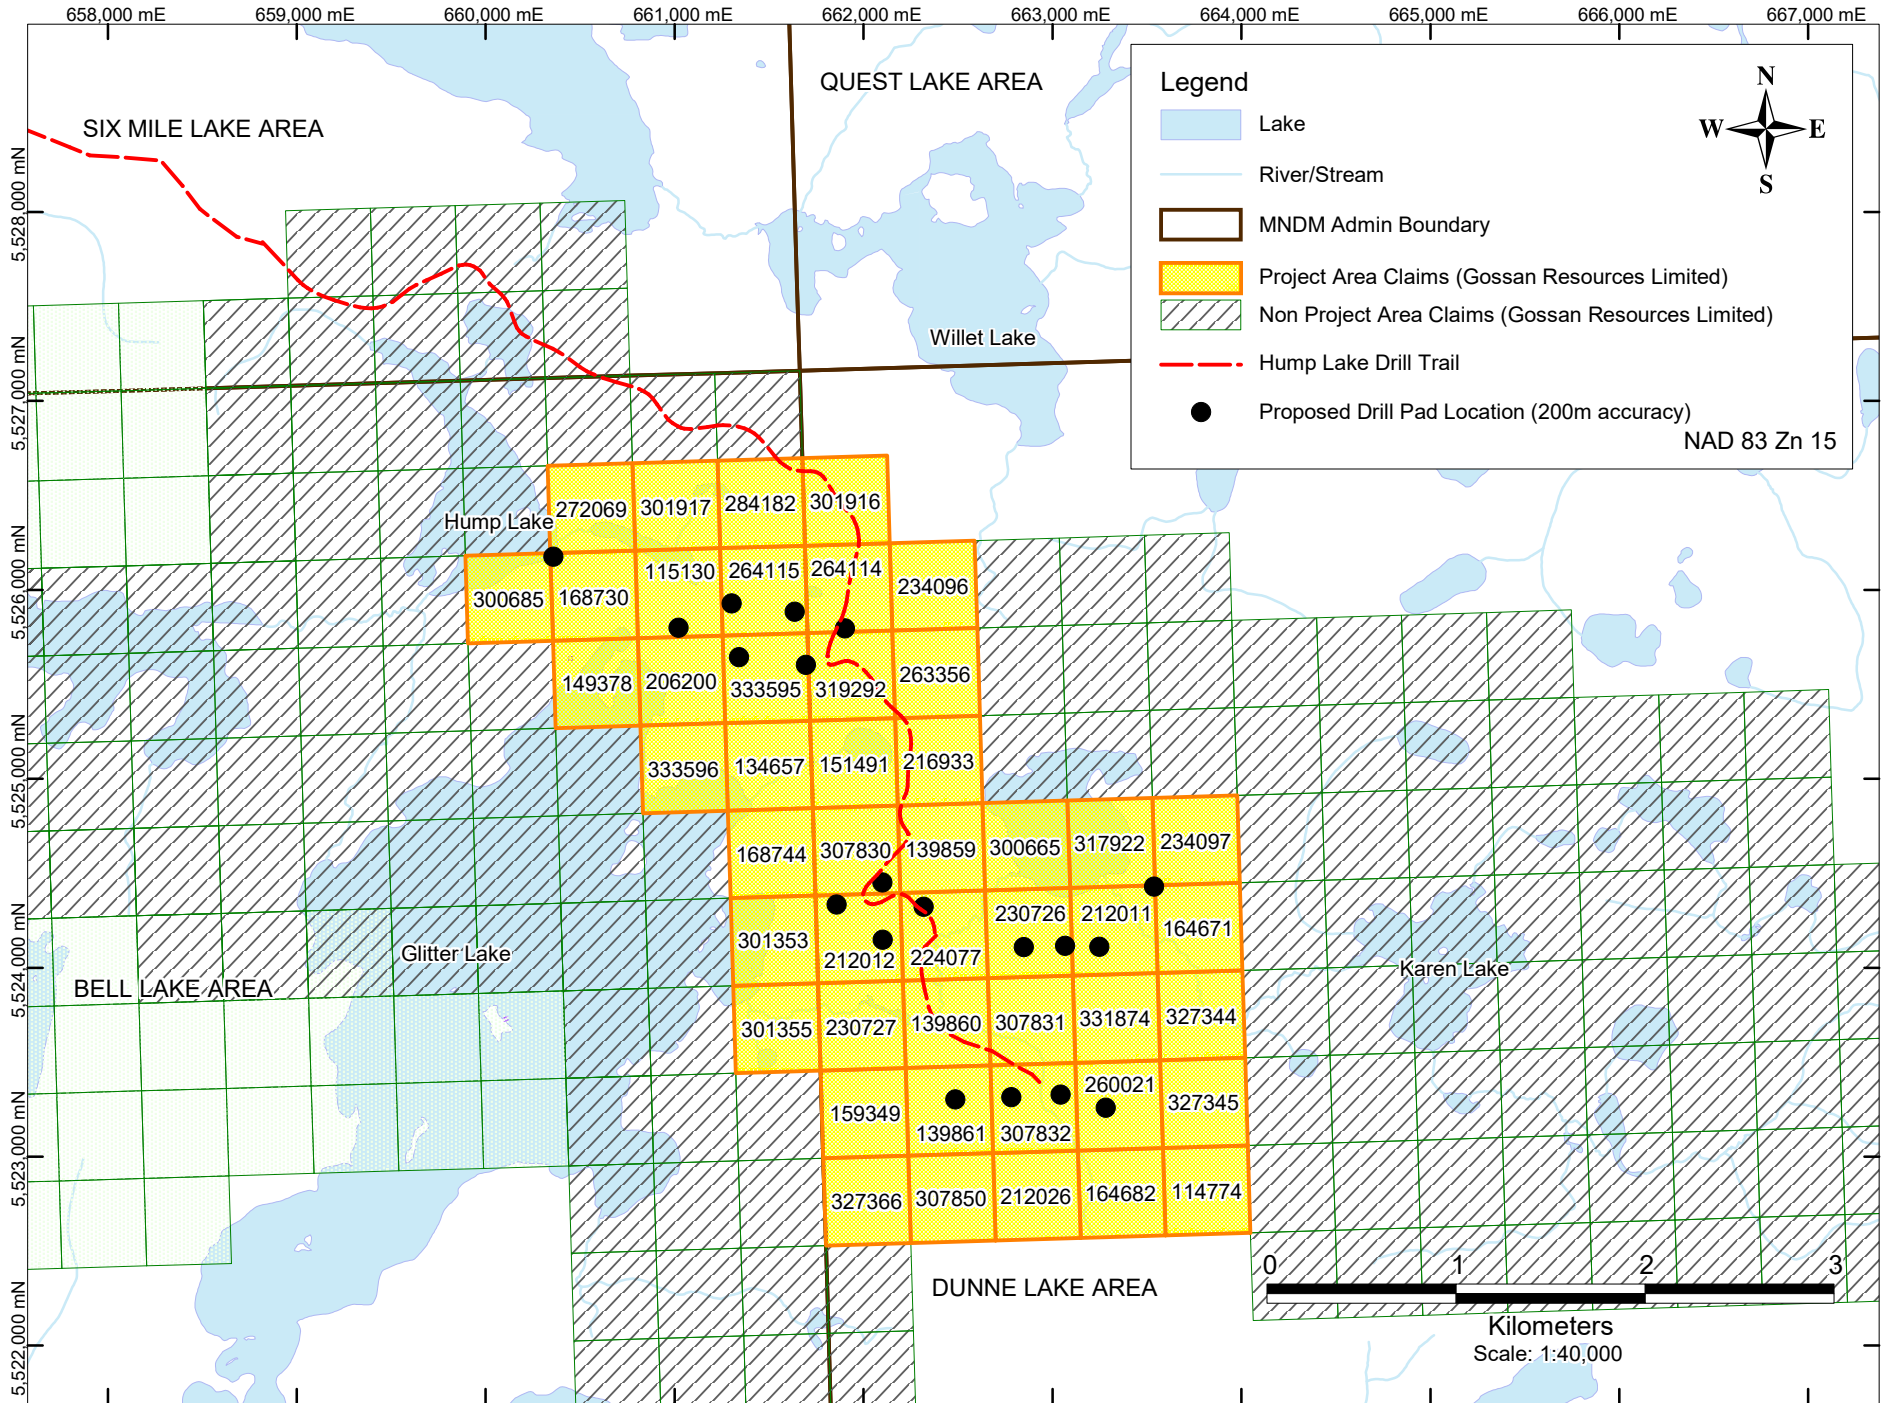 658,000 mE
659,000 mE
660,000 mE
661,000 mE
662,000 mE
663,000 mE
664,000 mE
665,000 mE
666,000 mE
667,000 mE
5,528,000 mN
5,527,000 mN
5,526,000 mN
5,525,000 mN
5,524,000 mN
5,523,000 mN
5,522,000 mN
QUEST LAKE AREA
SIX MILE LAKE AREA
Legend
Lake
River/Stream
MNDM Admin Boundary
Project Area Claims (Gossan Resources Limited)
Non Project Area Claims (Gossan Resources Limited)
Hump Lake Drill Trail
Proposed Drill Pad Location (200m accuracy)
NAD 83 Zn 15
N
W
E
S
Willet Lake
Hump Lake
272069
301917
284182
301916
300685
168730
115130
264115
264114
234096
149378
206200
333595
319292
263356
333596
134657
151491
216933
168744
307830
139859
300665
317922
234097
301353
212012
224077
230726
212011
164671
Glitter Lake
Karen Lake
BELL LAKE AREA
301355
230727
139860
307831
331874
327344
159349
139861
307832
260021
327345
327366
307850
212026
164682
114774
DUNNE LAKE AREA
0
1
2
3
Kilometers
Scale: 1:40,000